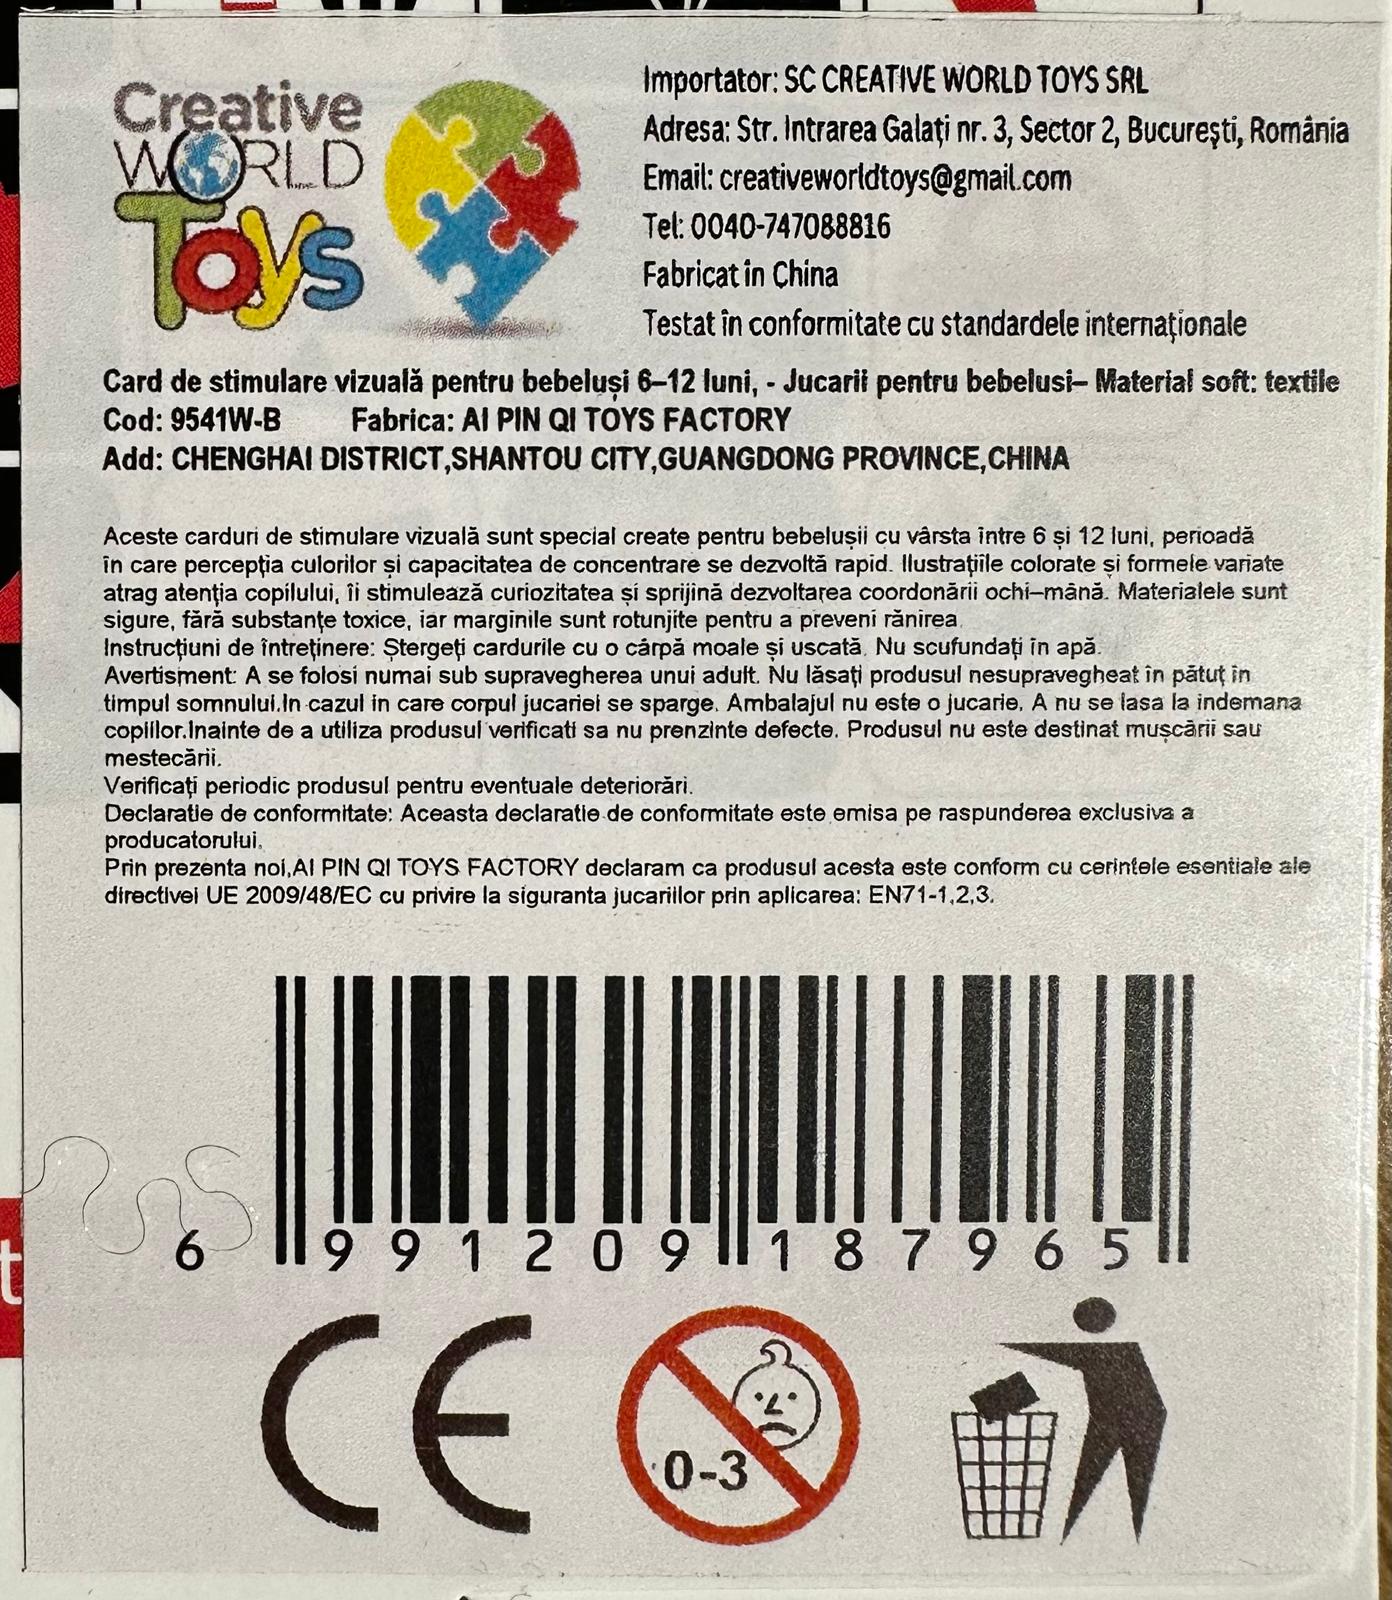 Creative
WORLD
Toys
Importator: SC CREATIVE WORLD TOYS SRL
Adresa: Str. Intrarea Galați nr. 3, Sector 2, București, România
Email: creativeworldtoys@gmail.com
Tel: 0040-747088816
Fabricat în China
Testat în conformitate cu standardele internaționale
Card de stimulare vizuală pentru bebeluși 6–12 luni, - Jucarii pentru bebelusi– Material soft: textile
Cod: 9541W-B Fabrica: AI PIN QI TOYS FACTORY
Add: CHENGHAI DISTRICT,SHANTOU CITY,GUANGDONG PROVINCE,CHINA
Aceste carduri de stimulare vizuală sunt special create pentru bebelușii cu vârsta între 6 și 12 luni, perioadă
în care percepția culorilor și capacitatea de concentrare se dezvoltă rapid. Ilustrațiile colorate și formele variate
atrag atenția copilului, îi stimulează curiozitatea și sprijină dezvoltarea coordonării ochi–mână. Materialele sunt
sigure, fără substanțe toxice, iar marginile sunt rotunjite pentru a preveni rănirea.
Instrucțiuni de întreținere: Ștergeți cardurile cu o cârpă moale și uscată. Nu scufundați în apă.
Avertisment: A se folosi numai sub supravegherea unui adult. Nu lăsați produsul nesupravegheat în pătuț în
timpul somnului.In cazul in care corpul jucariei se sparge. Ambalajul nu este o jucarie. A nu se lasa la indemana
copiilor.Inainte de a utiliza produsul verificati sa nu prenzinte defecte. Produsul nu este destinat mușcării sau
mestecării.
Verificați periodic produsul pentru eventuale deteriorări.
Declaratie de conformitate: Aceasta declaratie de conformitate este emisa pe raspunderea exclusiva a
producatorului.
Prin prezenta noi,AI PIN QI TOYS FACTORY declaram ca produsul acesta este conform cu cerintele esentiale ale
directivei UE 2009/48/EC cu privire la siguranta jucariilor prin aplicarea: EN71-1,2,3.
6 991209 187965
CE
0-3
t